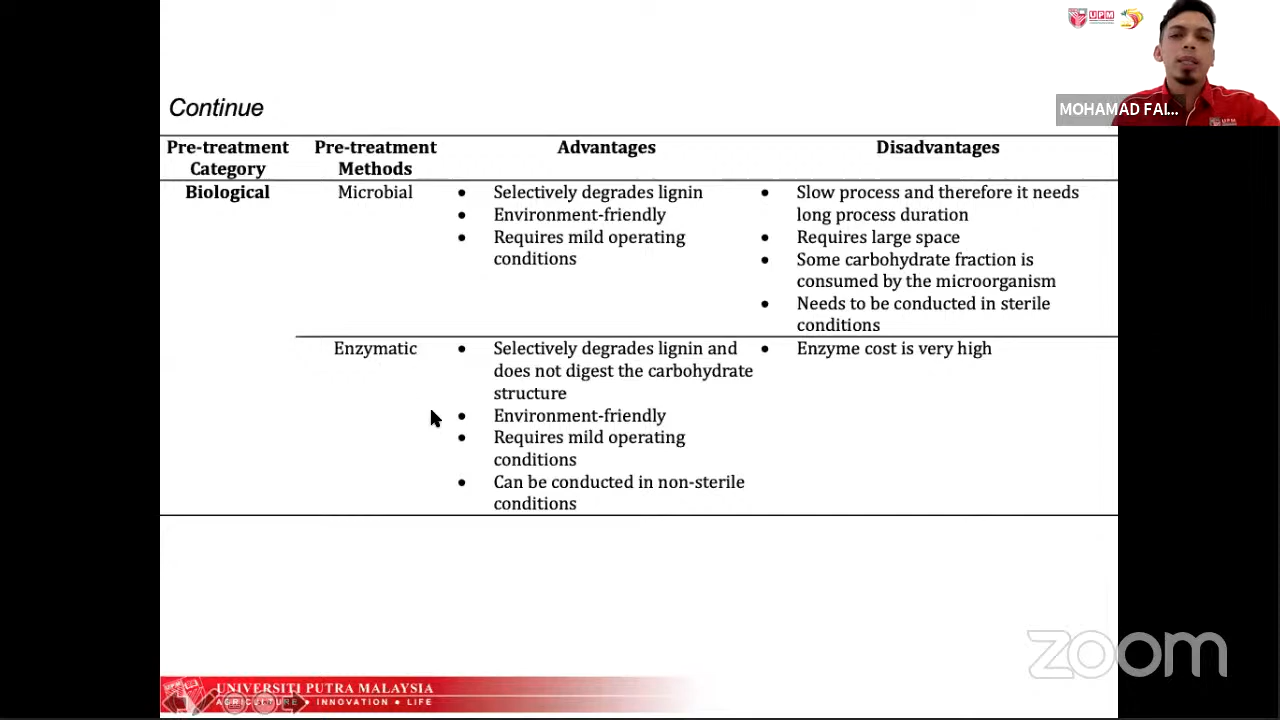 UPM
MOHAMAD FAI...
Continue
Pre-treatment Category
Pre-treatment Methods
Advantages
Disadvantages
Biological
Microbial
• Selectively degrades lignin
• Environment-friendly
• Requires mild operating
conditions
• Slow process and therefore it needs
long process duration
• Requires large space
• Some carbohydrate fraction is
consumed by the microorganism
• Needs to be conducted in sterile
conditions
Enzymatic
• Selectively degrades lignin and
does not digest the carbohydrate
structure
• Environment-friendly
• Requires mild operating
conditions
• Can be conducted in non-sterile
conditions
• Enzyme cost is very high
zoom
UNIVERSITI PUTRA MALAYSIA
AGRICULTURE • INNOVATION • LIFE